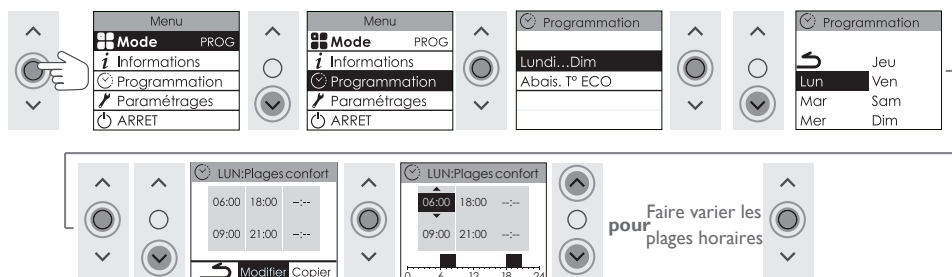 Menu
Mode PROG
i Informations
Programmation
Paramétrages
ARRET
Menu
Mode PROG
i Informations
Programmation
Paramétrages
ARRET
Programmation
Lundi...Dim
Abais. T° ECO
Programmation
Jeu
Lun Ven
Mar Sam
Mer Dim
LUN:Plages confort
06:00 18:00 --:--
09:00 21:00 --:--
Modifier Copier
LUN:Plages confort
06:00 18:00 --:--
09:00 21:00 --:--
0 6 12 18 24
pour Faire varier les
plages horaires